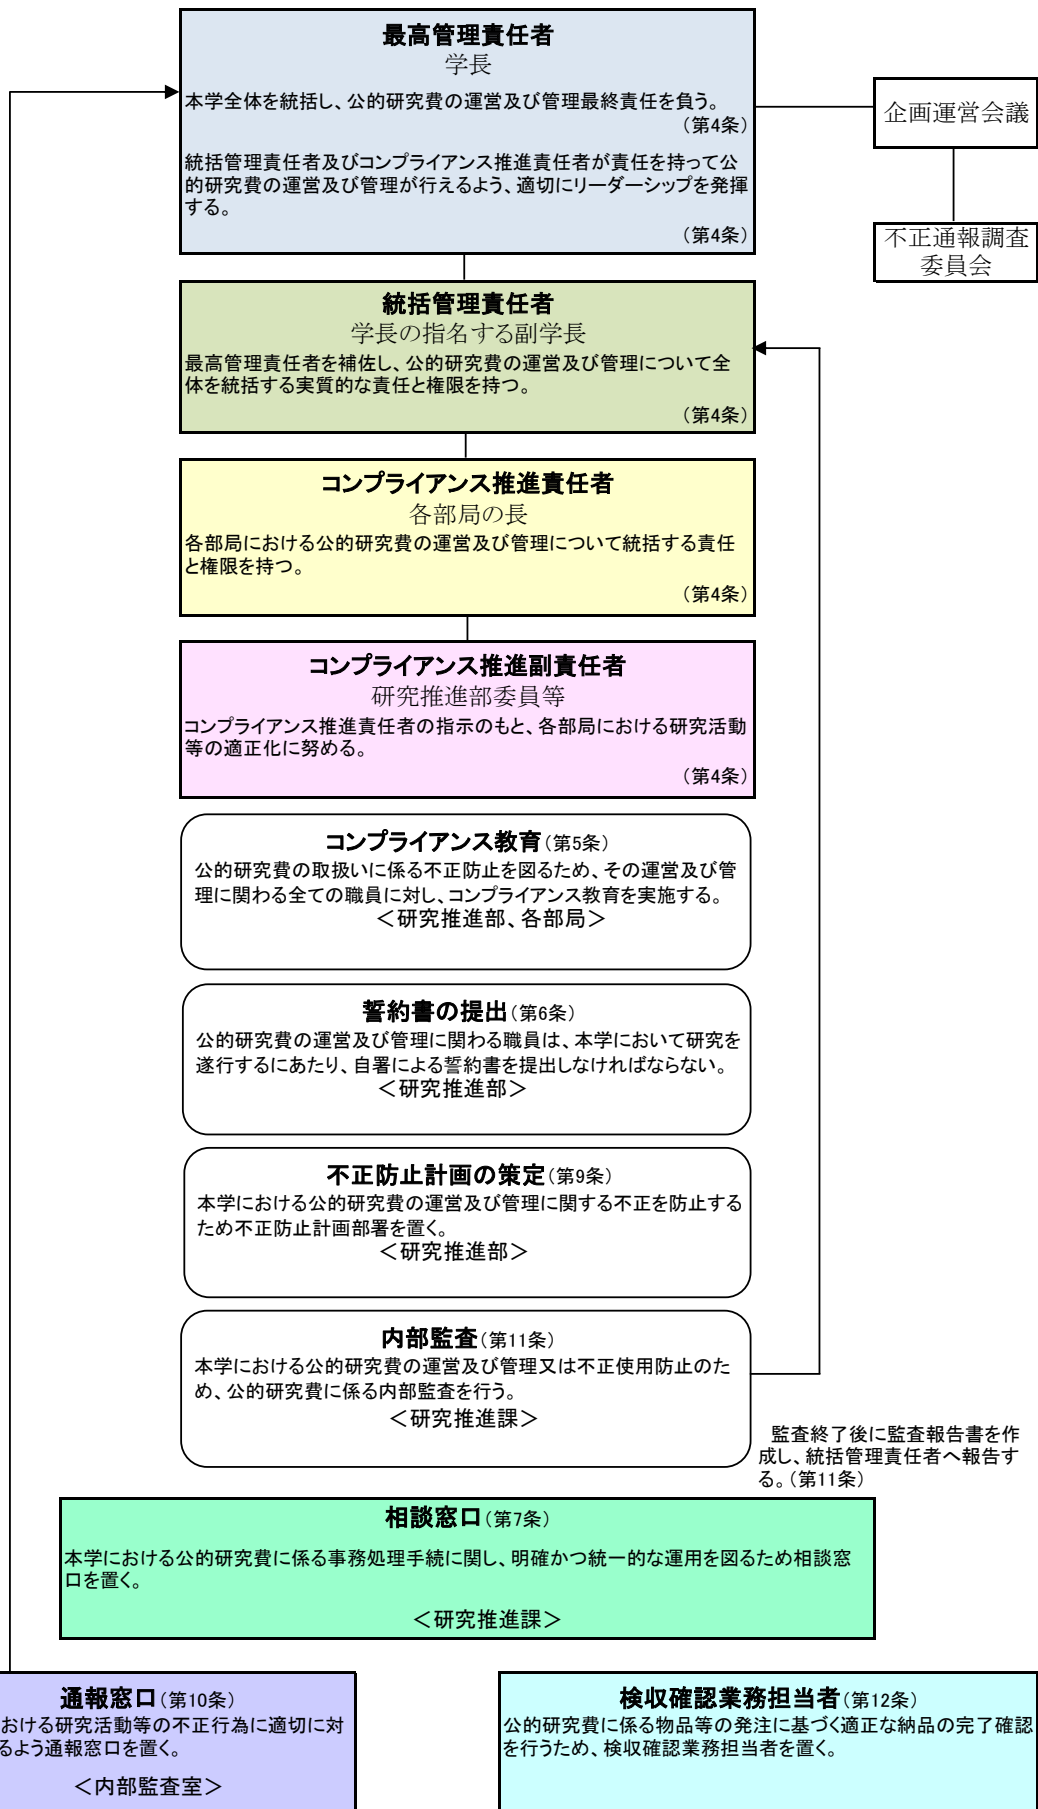 最高管理責任者
学長
本学全体を統括し、公的研究費の運営及び管理最終責任を負う。
（第4条）
統括管理責任者及びコンプライアンス推進責任者が責任を持って公
的研究費の運営及び管理が行えるよう、適切にリーダーシップを発揮
する。
（第4条）
企画運営会議
不正通報調査
委員会
統括管理責任者
学長の指名する副学長
最高管理責任者を補佐し、公的研究費の運営及び管理について全
体を統括する実質的な責任と権限を持つ。
（第4条）
コンプライアンス推進責任者
各部局の長
各部局における公的研究費の運営及び管理について統括する責任
と権限を持つ。
（第4条）
コンプライアンス推進副責任者
研究推進部委員等
コンプライアンス推進責任者の指示のもと、各部局における研究活動
等の適正化に努める。
（第4条）
コンプライアンス教育（第5条）
公的研究費の取扱いに係る不正防止を図るため、その運営及び管
理に関わる全ての職員に対し、コンプライアンス教育を実施する。
＜研究推進部、各部局＞
誓約書の提出（第6条）
公的研究費の運営及び管理に関わる職員は、本学において研究を
遂行するにあたり、自署による誓約書を提出しなければならない。
＜研究推進部＞
不正防止計画の策定（第9条）
本学における公的研究費の運営及び管理に関する不正を防止する
ため不正防止計画部署を置く。
＜研究推進部＞
内部監査（第11条）
本学における公的研究費の運営及び管理又は不正使用防止のた
め、公的研究費に係る内部監査を行う。
＜研究推進課＞
監査終了後に監査報告書を作
成し、統括管理責任者へ報告す
る。（第11条）
相談窓口（第7条）
本学における公的研究費に係る事務処理手続に関し、明確かつ統一的な運用を図るため相談窓
口を置く。
＜研究推進課＞
通報窓口（第10条）
おける研究活動等の不正行為に適切に対
るよう通報窓口を置く。
＜内部監査室＞
検収確認業務担当者（第12条）
公的研究費に係る物品等の発注に基づく適正な納品の完了確認
を行うため、検収確認業務担当者を置く。